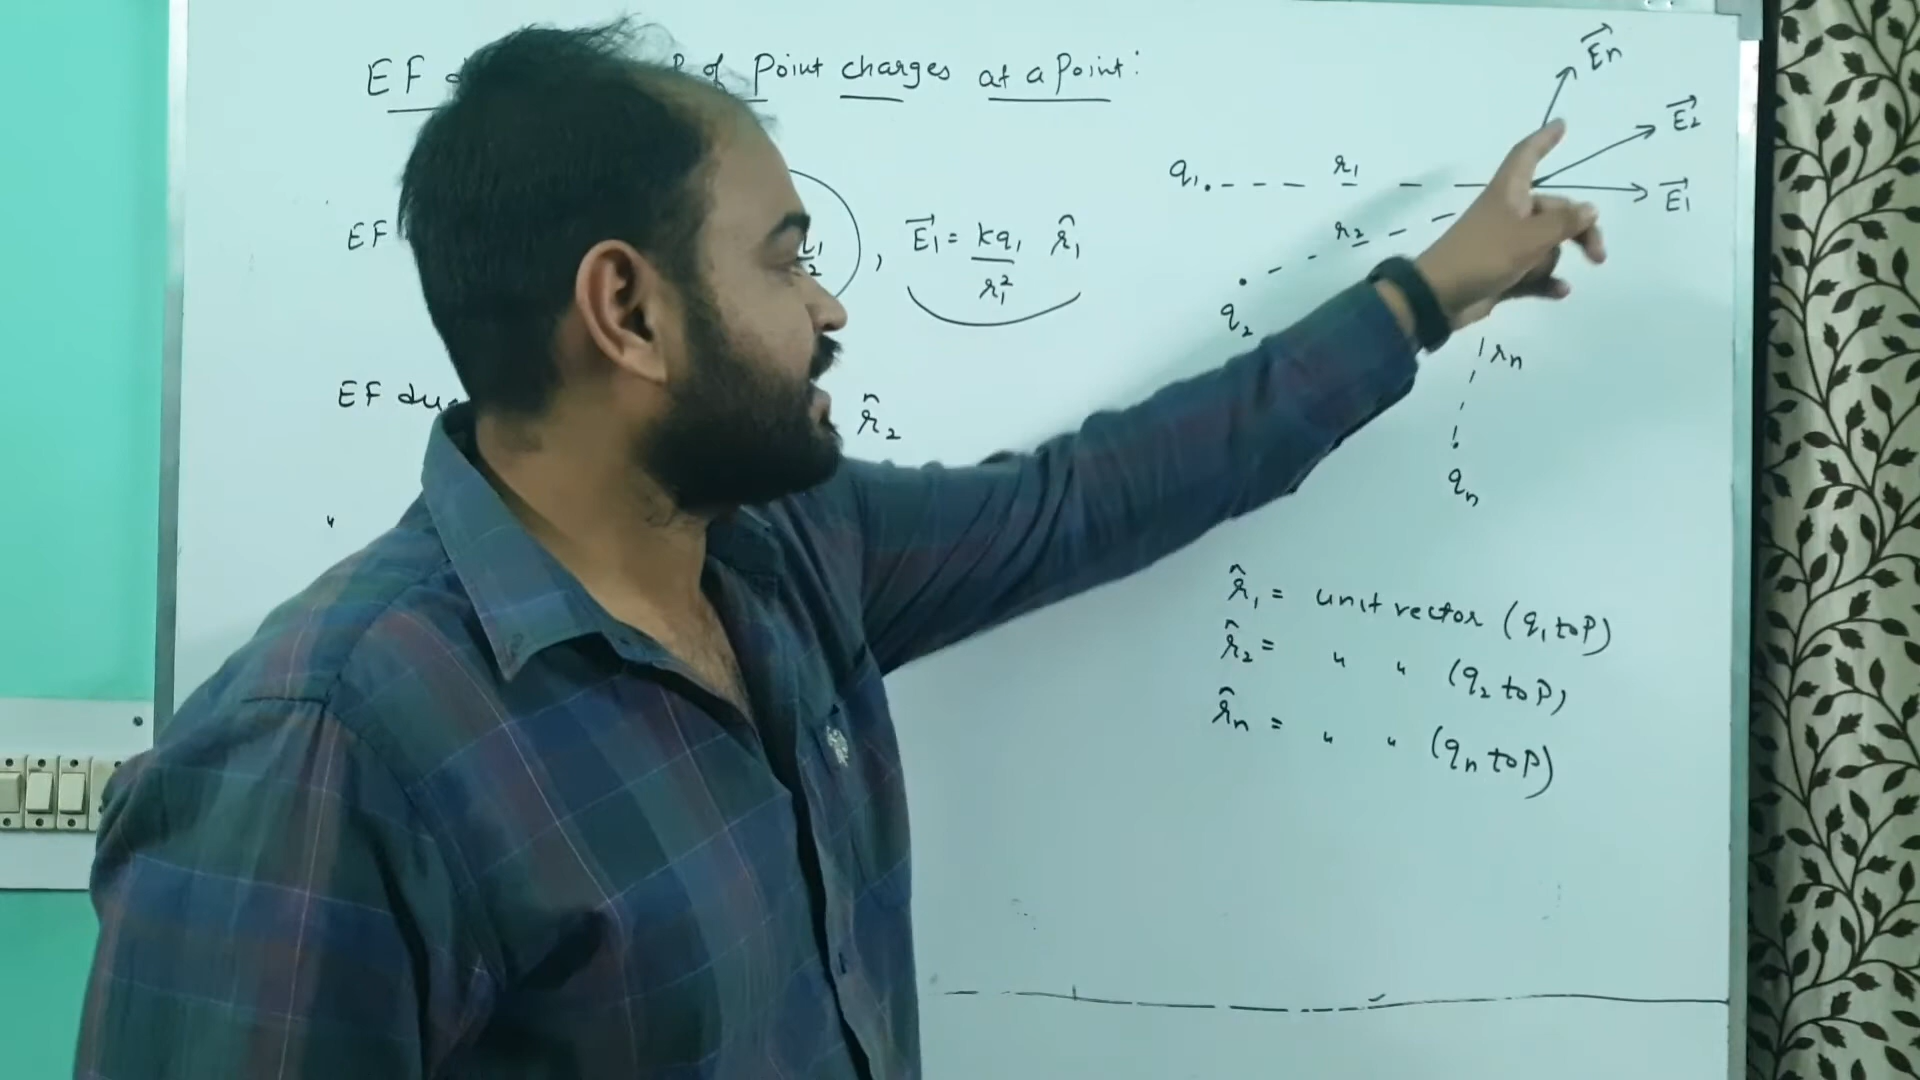 EF of Point charges at a Point:
EF , E⃗₁ = kq₁/r₁² r̂₁
EF due r̂₂
"
E⃗n
E⃗₂
E⃗₁
q₁ r₁
r₂
q₂
rn
qn
r̂₁ = unit vector (q₁ to P)
r̂₂ = " " (q₂ to P)
r̂n = " " (qn to P)